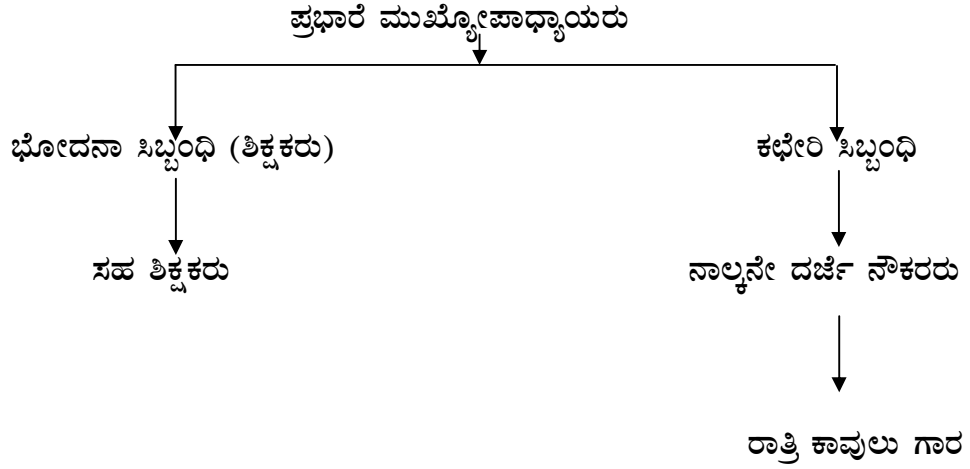 ಪ್ರಭಾರೆ ಮುಖ್ಯೋಪಾಧ್ಯಾಯರು
ಭೋದನಾ ಸಿಬ್ಬಂಧಿ (ಶಿಕ್ಷಕರು)
ಕಛೇರಿ ಸಿಬ್ಬಂಧಿ
ಸಹ ಶಿಕ್ಷಕರು
ನಾಲ್ಕನೇ ದರ್ಜೆ ನೌಕರರು
ರಾತ್ರಿ ಕಾವುಲು ಗಾರ